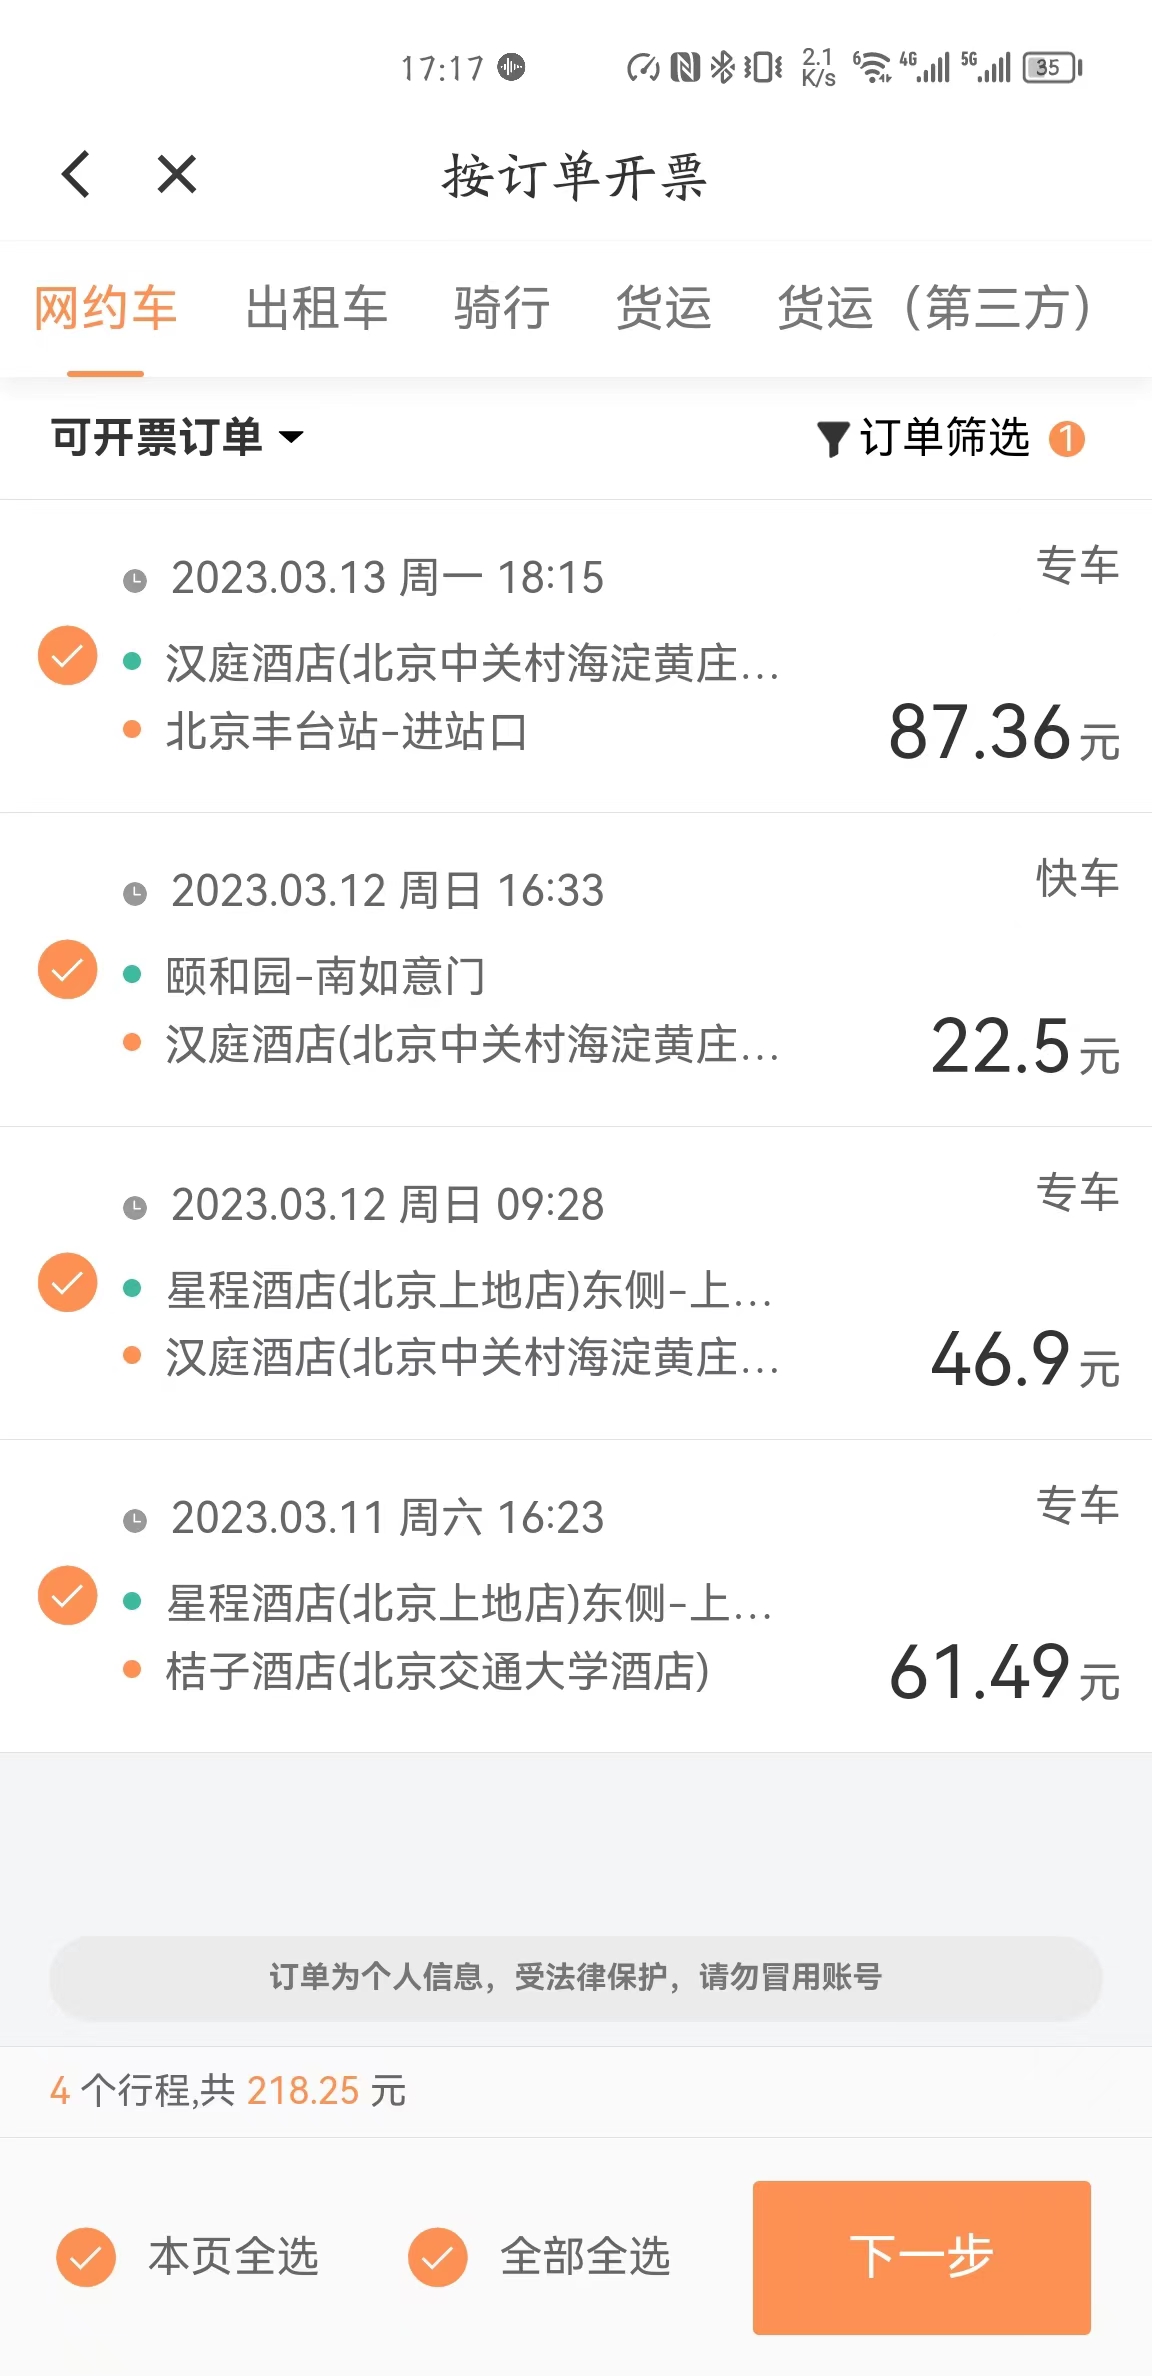 17:17
2.1 K/s 6 4G 5G 35
按订单开票
网约车 出租车 骑行 货运 货运（第三方）
可开票订单 订单筛选 1
2023.03.13 周一 18:15 专车
汉庭酒店(北京中关村海淀黄庄...
北京丰台站-进站口 87.36元
2023.03.12 周日 16:33 快车
颐和园-南如意门
汉庭酒店(北京中关村海淀黄庄... 22.5元
2023.03.12 周日 09:28 专车
星程酒店(北京上地店)东侧-上...
汉庭酒店(北京中关村海淀黄庄... 46.9元
2023.03.11 周六 16:23 专车
星程酒店(北京上地店)东侧-上...
桔子酒店(北京交通大学酒店) 61.49元
订单为个人信息，受法律保护，请勿冒用账号
4 个行程,共 218.25 元
本页全选 全部全选 下一步